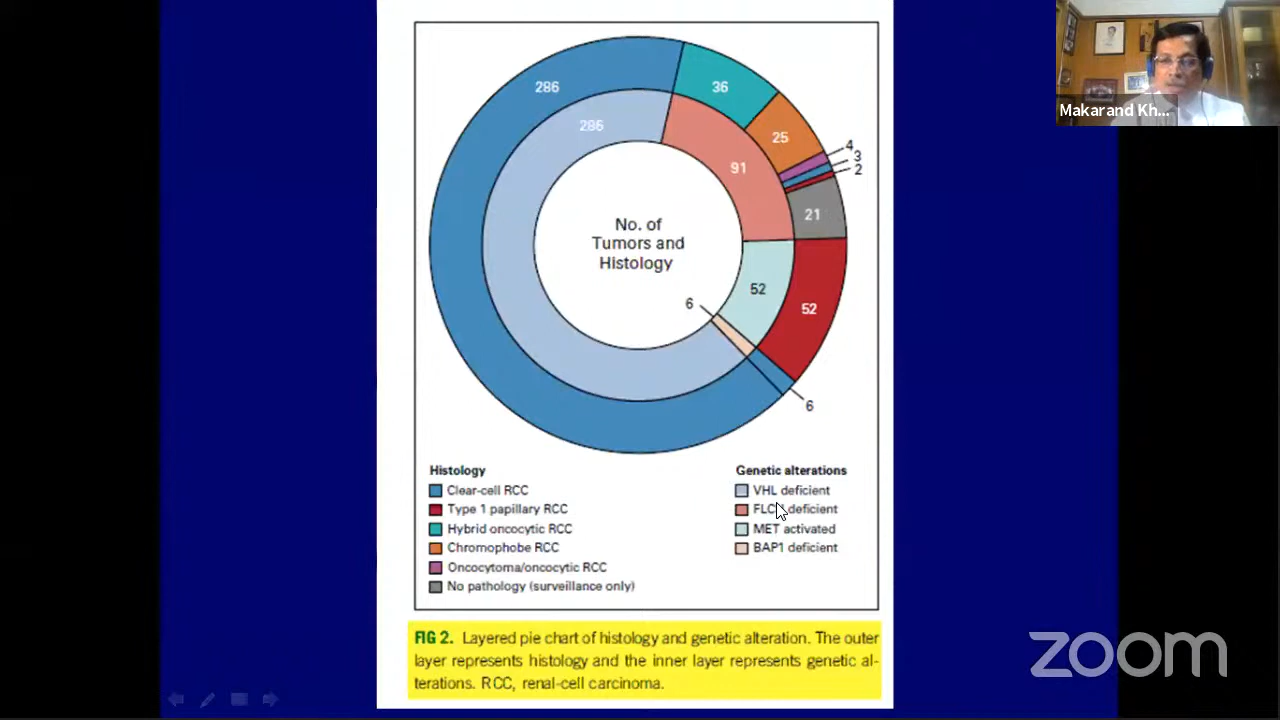 286
36
286
25
4
3
2
91
21
No. of
Tumors and
Histology
52
52
6
6
Histology
Clear-cell RCC
Type 1 papillary RCC
Hybrid oncocytic RCC
Chromophobe RCC
Oncocytoma/oncocytic RCC
No pathology (surveillance only)
Genetic alterations
VHL deficient
deficient
MET activated
BAP1 deficient
FIG 2. Layered pie chart of histology and genetic alteration. The outer
layer represents histology and the inner layer represents genetic al-
terations. RCC, renal-cell carcinoma.
Makarand Kh...
zoom